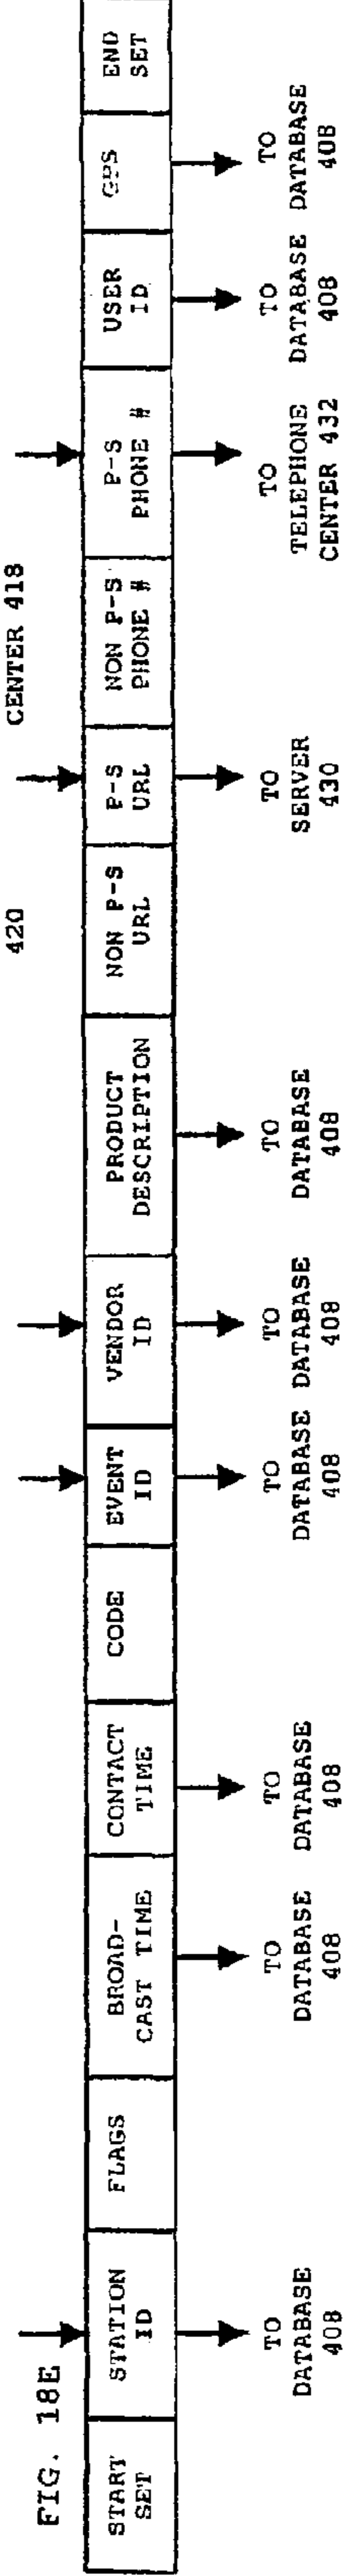 420
CENTER 418
FIG. 18E
START
SET
STATION
ID
FLAGS
BROAD-
CAST TIME
CONTACT
TIME
CODE
EVENT
ID
VENDOR
ID
PRODUCT
DESCRIPTION
NON P-S
URL
P-S
URL
NON P-S
PHONE #
P-S
PHONE #
USER
ID
GPS
END
SET
TO
DATABASE
408
TO
DATABASE
408
TO
DATABASE
408
TO
DATABASE
408
TO
DATABASE
408
TO
DATABASE
408
TO
SERVER
430
TO
TELEPHONE
CENTER 432
TO
DATABASE
408
TO
DATABASE
408